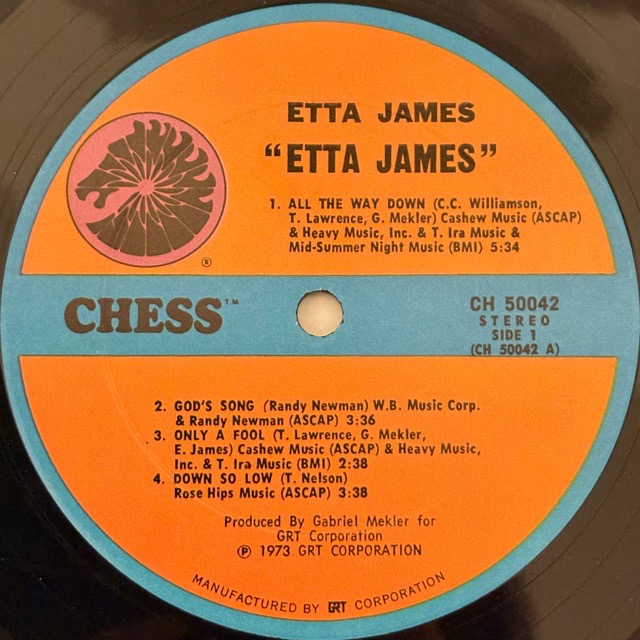 ETTA JAMES
"ETTA JAMES"
1. ALL THE WAY DOWN (C.C. Williamson,
T. Lawrence, G. Mekler) Cashew Music (ASCAP)
& Heavy Music, Inc. & T. Ira Music &
Mid-Summer Night Music (BMI) 5:34
®
CHESS™
CH 50042
STEREO
SIDE 1
(CH 50042 A)
2. GOD'S SONG (Randy Newman) W.B. Music Corp.
& Randy Newman (ASCAP) 3:36
3. ONLY A FOOL (T. Lawrence, G. Mekler,
E. James) Cashew Music (ASCAP) & Heavy Music,
Inc. & T. Ira Music (BMI) 2:38
4. DOWN SO LOW (T. Nelson)
Rose Hips Music (ASCAP) 3:38
Produced By Gabriel Mekler for
GRT Corporation
℗ 1973 GRT CORPORATION
MANUFACTURED BY GRT CORPORATION